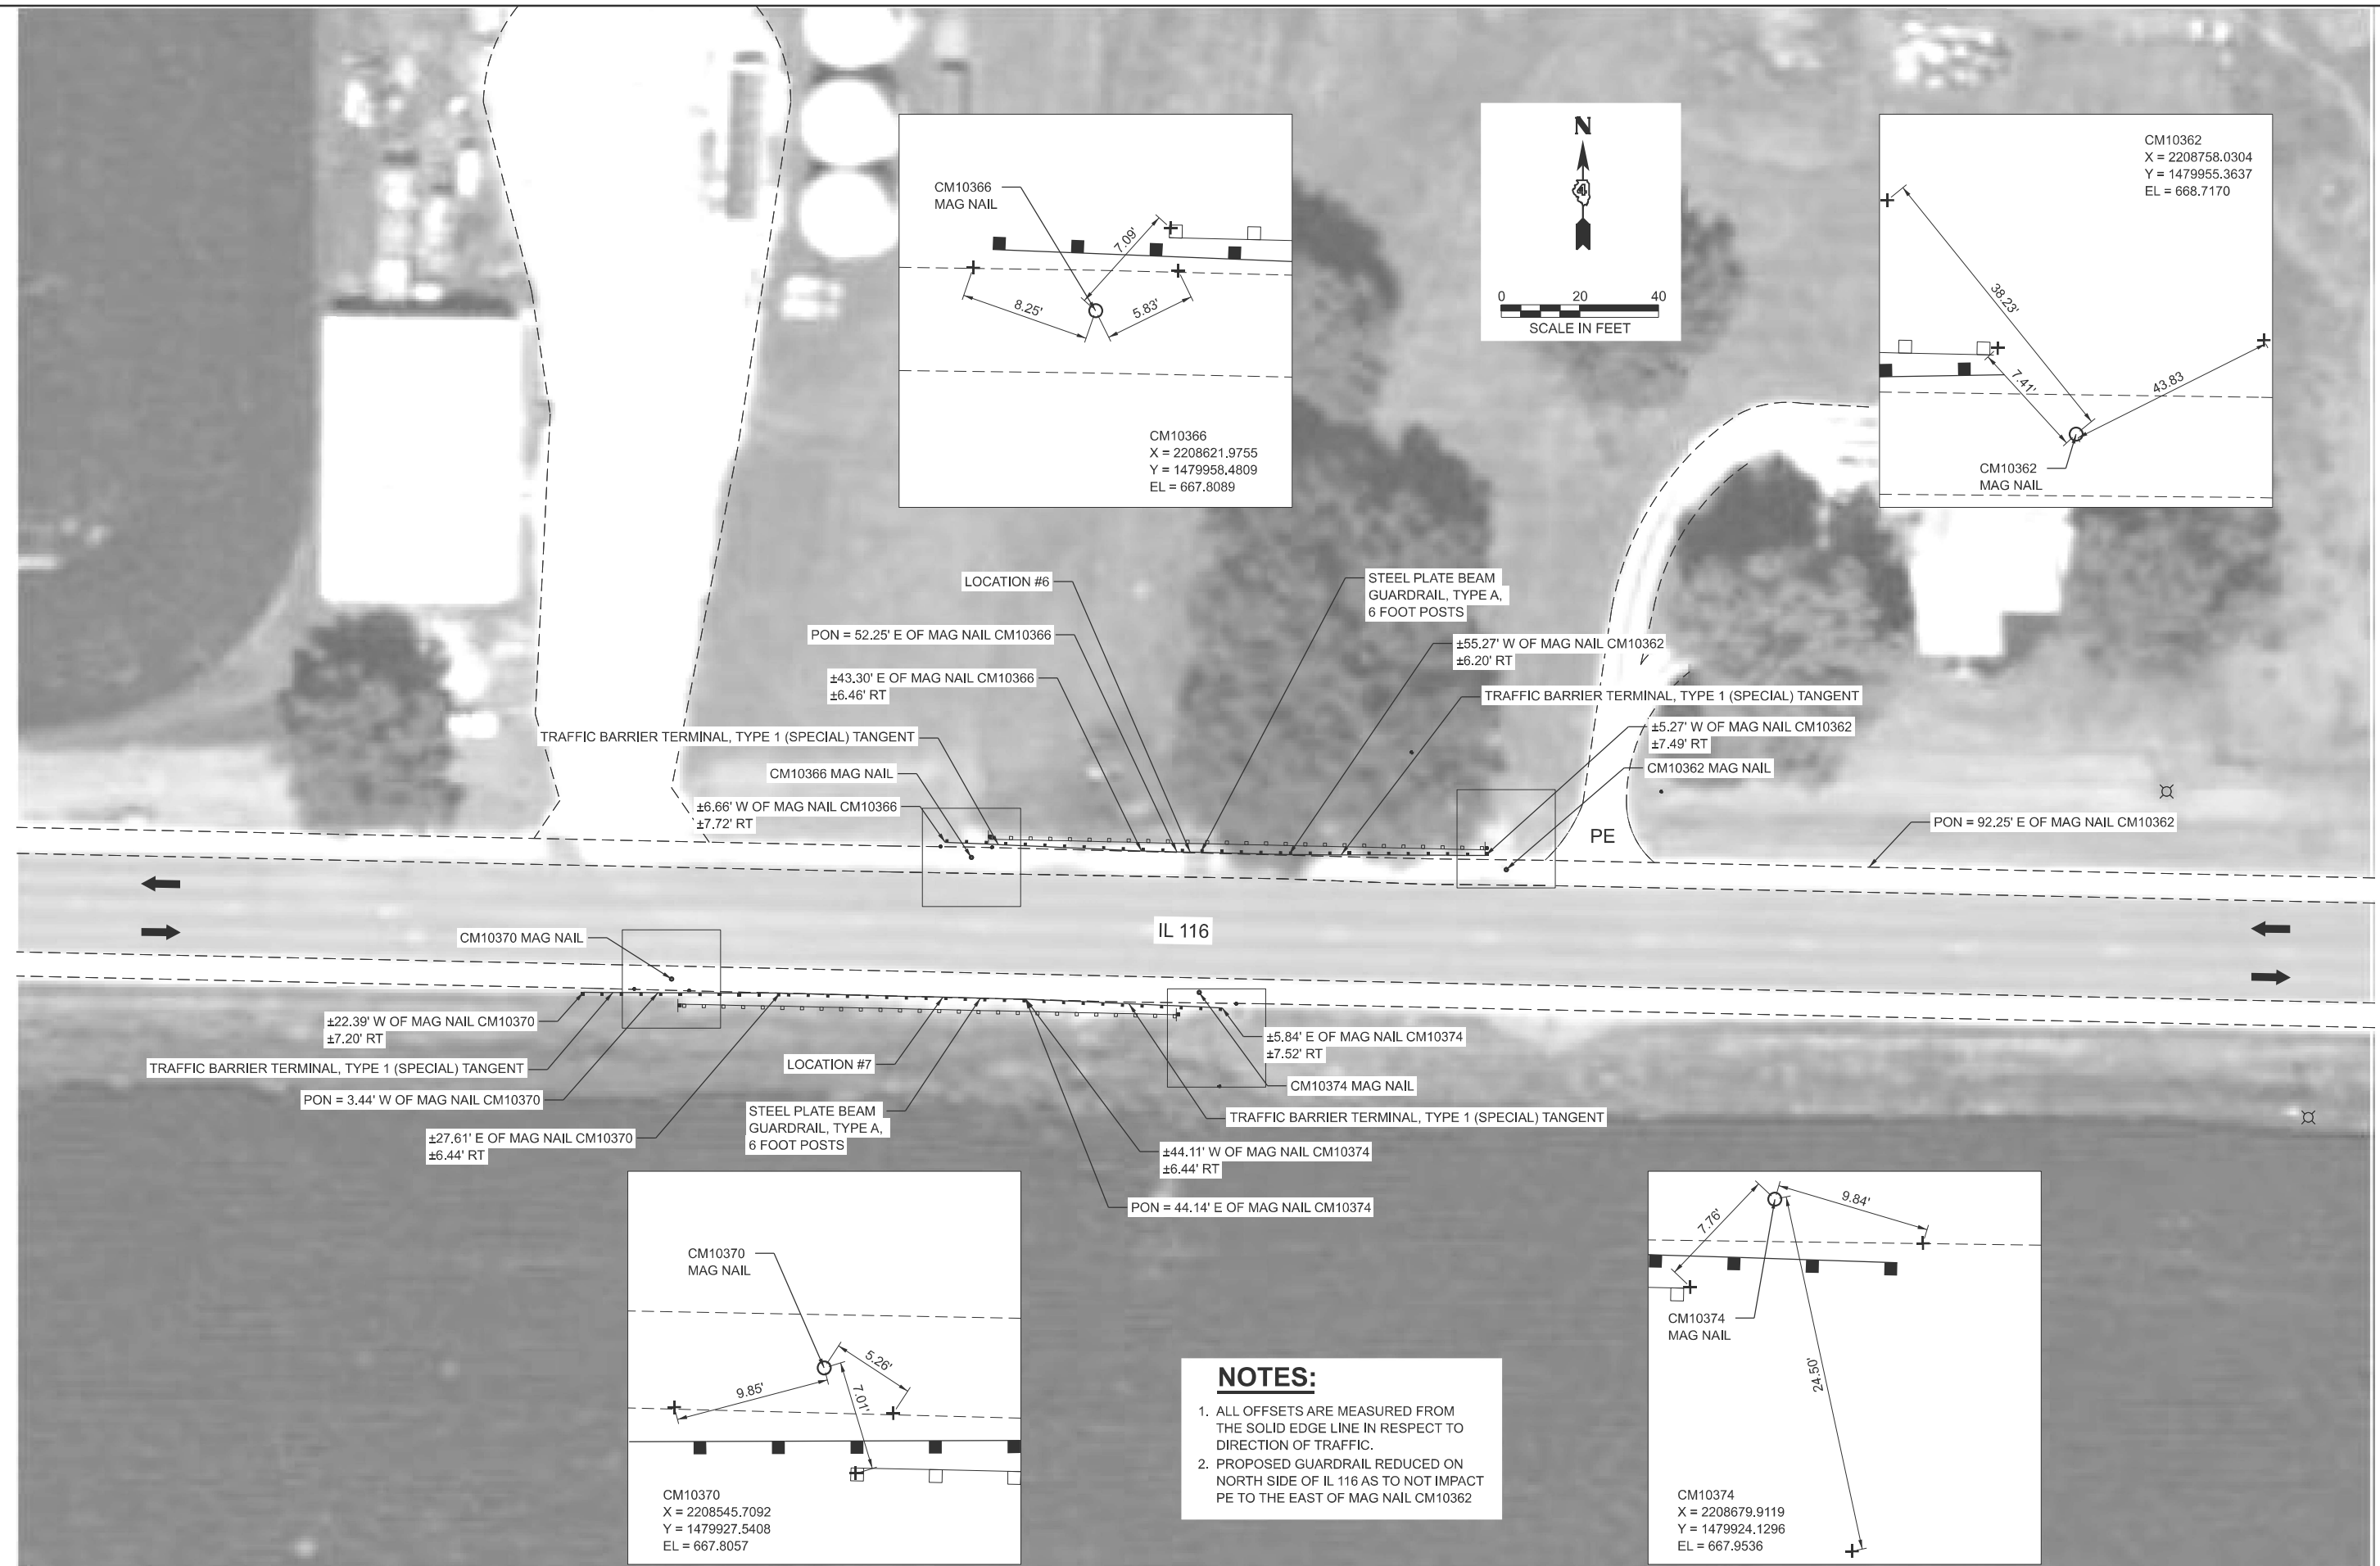 CM10366
MAG NAIL
7.09'
8.25'
5.83'
CM10366
X = 2208621.9755
Y = 1479958.4809
EL = 667.8089
N
4
0 20 40
SCALE IN FEET
CM10362
X = 2208758.0304
Y = 1479955.3637
EL = 668.7170
38.23'
7.41'
43.83
CM10362
MAG NAIL
LOCATION #6
STEEL PLATE BEAM
GUARDRAIL, TYPE A,
6 FOOT POSTS
PON = 52.25' E OF MAG NAIL CM10366
±55.27' W OF MAG NAIL CM10362
±6.20' RT
±43.30' E OF MAG NAIL CM10366
±6.46' RT
TRAFFIC BARRIER TERMINAL, TYPE 1 (SPECIAL) TANGENT
TRAFFIC BARRIER TERMINAL, TYPE 1 (SPECIAL) TANGENT
±5.27' W OF MAG NAIL CM10362
±7.49' RT
CM10366 MAG NAIL
CM10362 MAG NAIL
±6.66' W OF MAG NAIL CM10366
±7.72' RT
PON = 92.25' E OF MAG NAIL CM10362
PE
IL 116
CM10370 MAG NAIL
±22.39' W OF MAG NAIL CM10370
±7.20' RT
TRAFFIC BARRIER TERMINAL, TYPE 1 (SPECIAL) TANGENT
PON = 3.44' W OF MAG NAIL CM10370
±27.61' E OF MAG NAIL CM10370
±6.44' RT
LOCATION #7
STEEL PLATE BEAM
GUARDRAIL, TYPE A,
6 FOOT POSTS
±5.84' E OF MAG NAIL CM10374
±7.52' RT
CM10374 MAG NAIL
TRAFFIC BARRIER TERMINAL, TYPE 1 (SPECIAL) TANGENT
±44.11' W OF MAG NAIL CM10374
±6.44' RT
PON = 44.14' E OF MAG NAIL CM10374
CM10370
MAG NAIL
5.26'
9.85'
7.01'
CM10370
X = 2208545.7092
Y = 1479927.5408
EL = 667.8057
NOTES:
1. ALL OFFSETS ARE MEASURED FROM
THE SOLID EDGE LINE IN RESPECT TO
DIRECTION OF TRAFFIC.
2. PROPOSED GUARDRAIL REDUCED ON
NORTH SIDE OF IL 116 AS TO NOT IMPACT
PE TO THE EAST OF MAG NAIL CM10362
9.84'
7.76'
CM10374
MAG NAIL
24.50'
CM10374
X = 2208679.9119
Y = 1479924.1296
EL = 667.9536